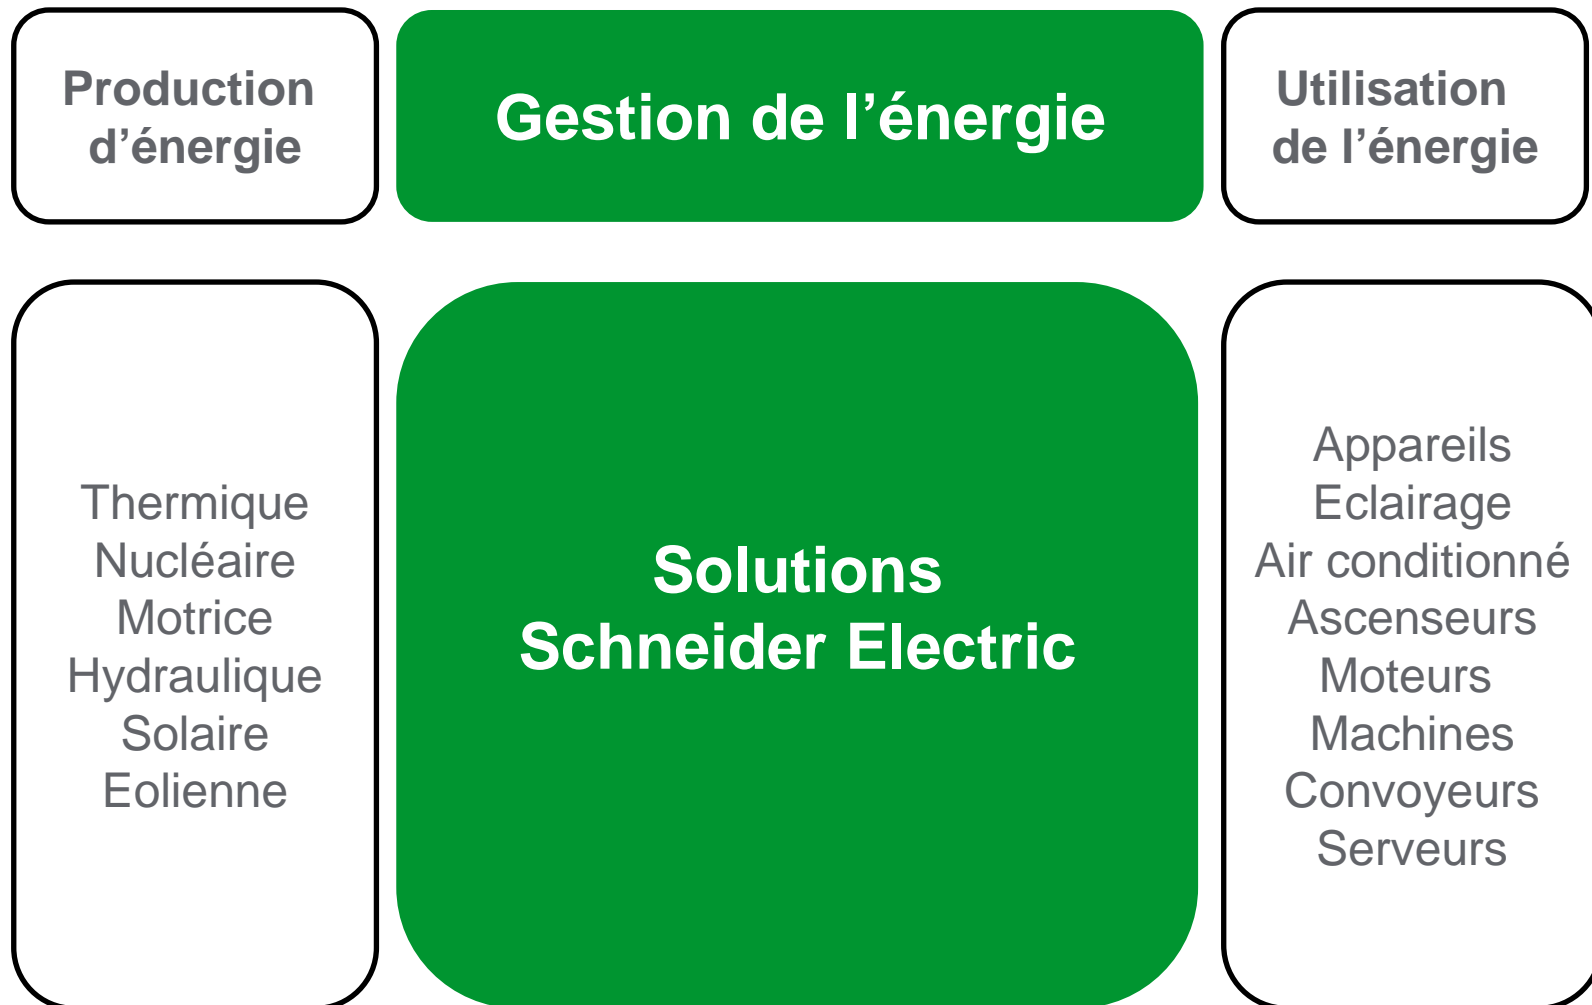 Production
d’énergie
Gestion de l’énergie
Utilisation
de l’énergie
Thermique
Nucléaire
Motrice
Hydraulique
Solaire
Eolienne
Solutions
Schneider Electric
Appareils
Eclairage
Air conditionné
Ascenseurs
Moteurs
Machines
Convoyeurs
Serveurs